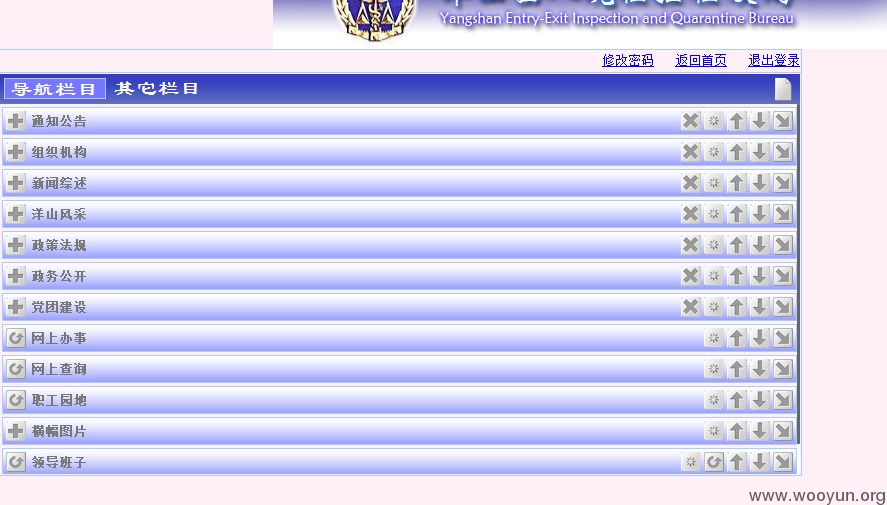 Yangshan Entry-Exit Inspection and Quarantine Bureau
修改密码 返回首页 退出登录
导航栏目 其它栏目
通知公告
组织机构
新闻综述
洋山风采
政策法规
政务公开
党团建设
网上办事
网上查询
职工园地
横幅图片
领导班子
www.wooyun.org